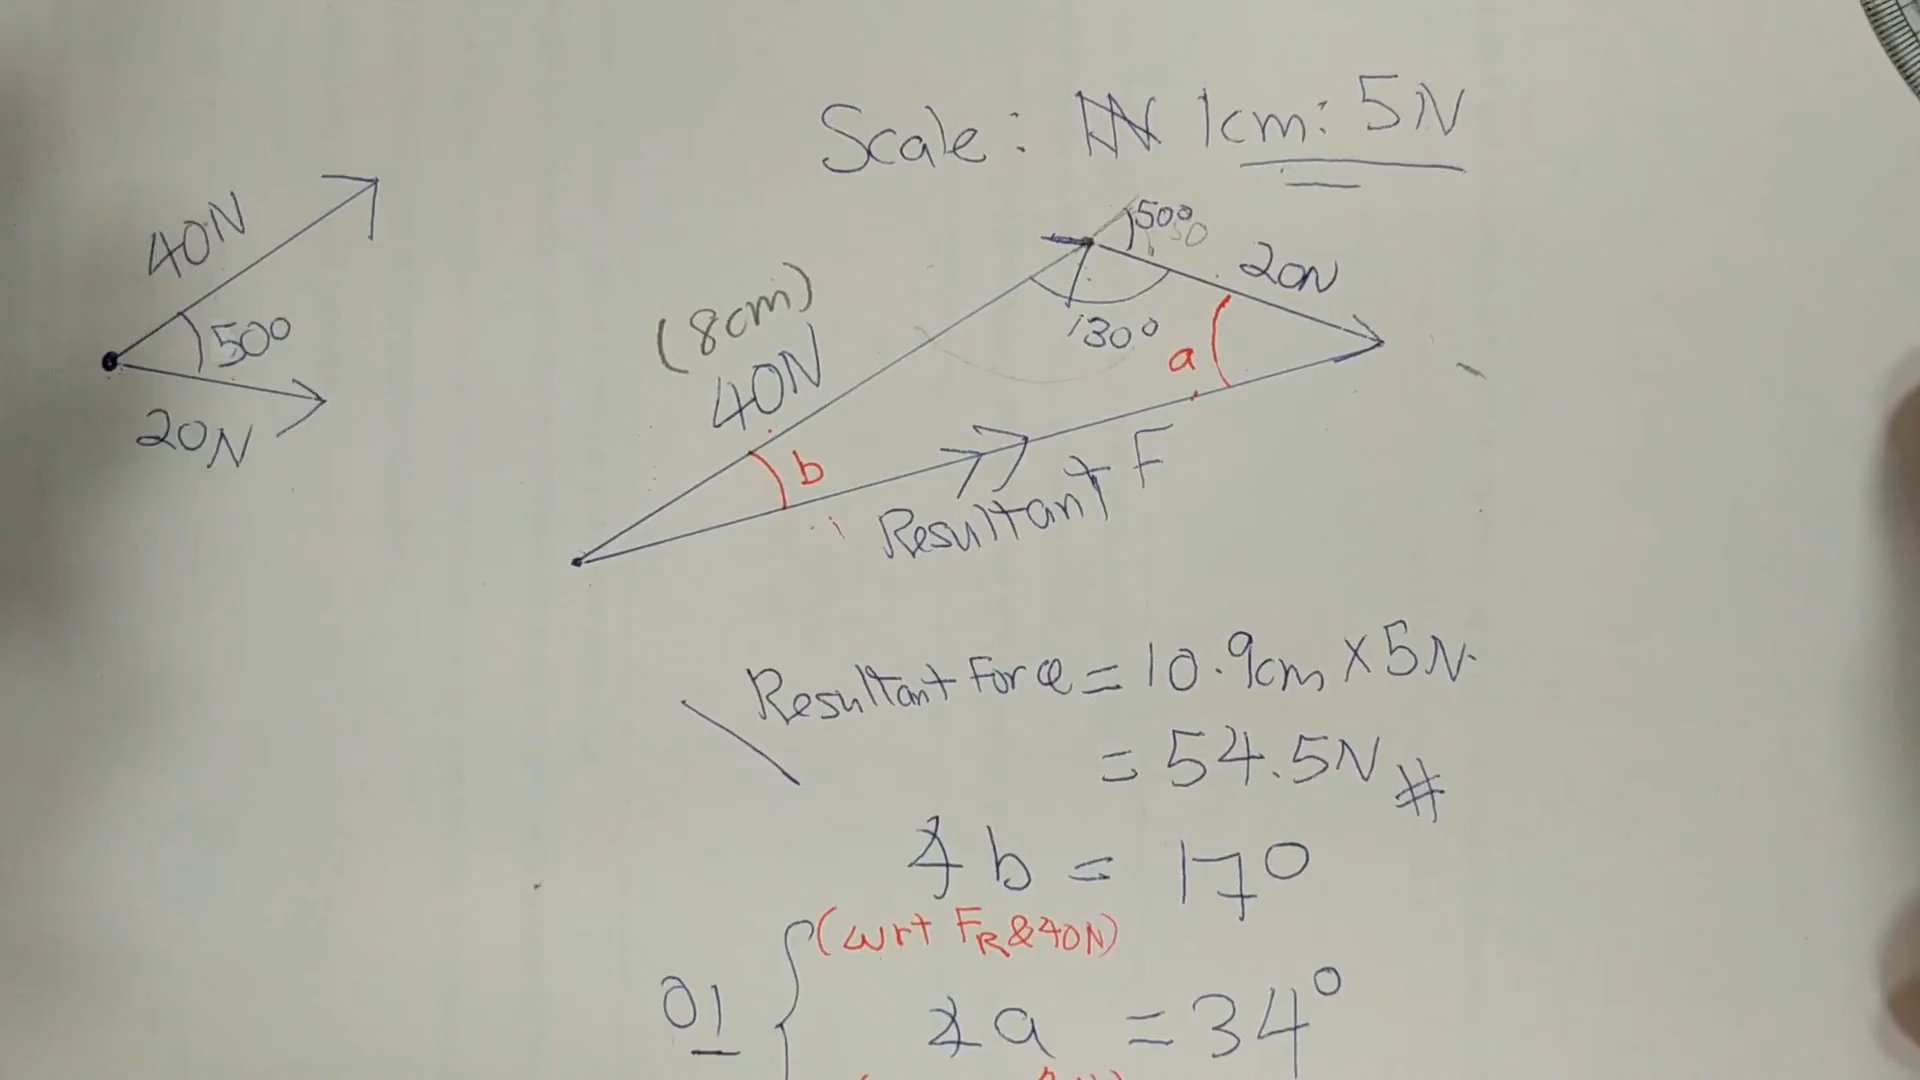 Scale: 1cm: 5N
40N
50°
20N
50°
20N
(8cm)
40N
130°
a
b
Resultant F
Resultant Force = 10.9cm X 5N
= 54.5N #
∡ b = 17°
(wrt FR & 40N)
01
∡ a = 34°